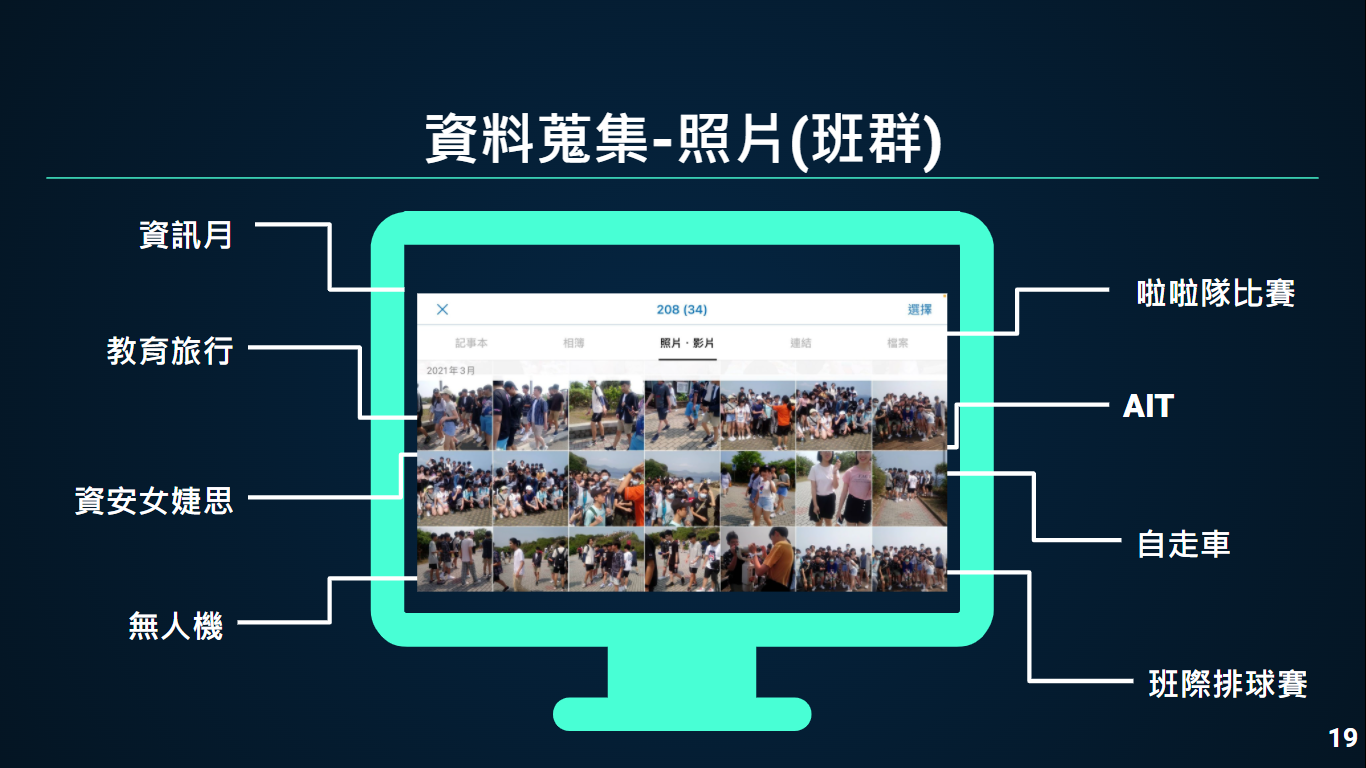 資料蒐集-照片(班群)
資訊月
教育旅行
資安女婕思
無人機
208 (34)
選擇
記事本
相簿
照片・影片
連結
檔案
2021年3月
啦啦隊比賽
AIT
自走車
班際排球賽
19